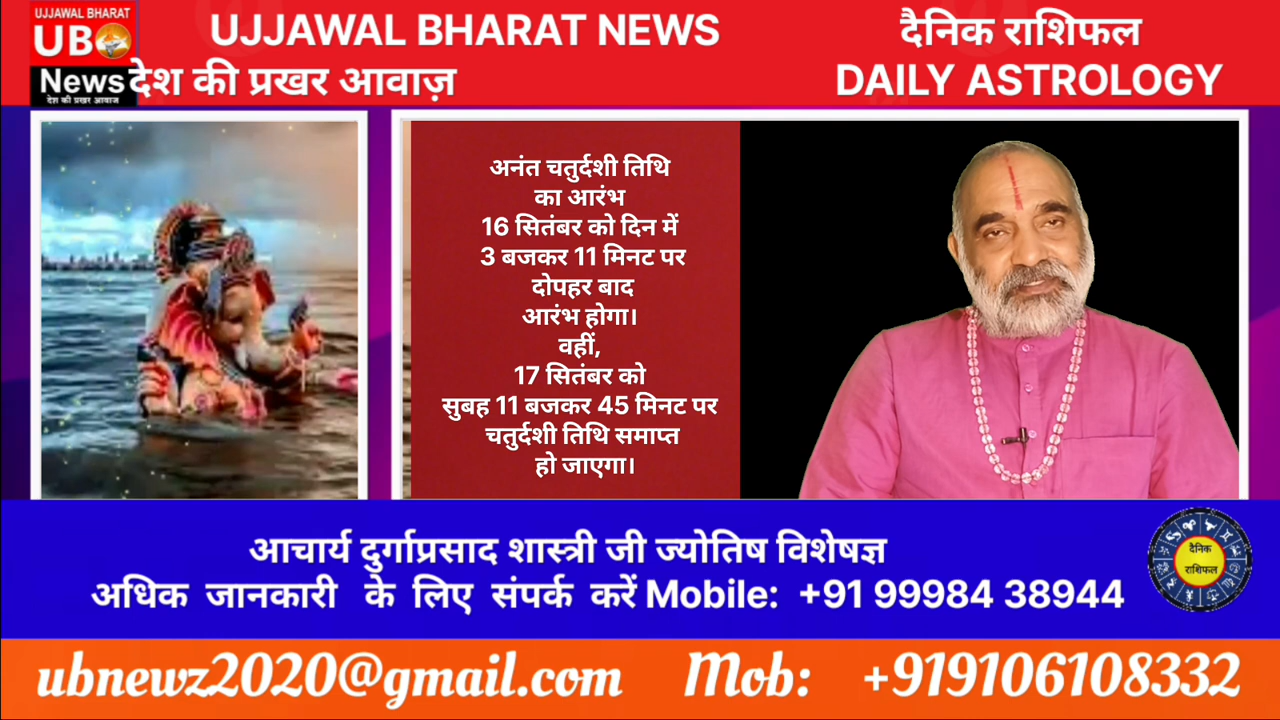 UJJAWAL BHARAT
UB
News
देश की प्रखर आवाज
UJJAWAL BHARAT NEWS
देश की प्रखर आवाज़
दैनिक राशिफल
DAILY ASTROLOGY
अनंत चतुर्दशी तिथि
का आरंभ
16 सितंबर को दिन में
3 बजकर 11 मिनट पर
दोपहर बाद
आरंभ होगा।
वहीं,
17 सितंबर को
सुबह 11 बजकर 45 मिनट पर
चतुर्दशी तिथि समाप्त
हो जाएगा।
आचार्य दुर्गाप्रसाद शास्त्री जी ज्योतिष विशेषज्ञ
अधिक जानकारी के लिए संपर्क करें Mobile: +91 99984 38944
दैनिक
राशिफल
ubnewz2020@gmail.com Mob: +919106108332